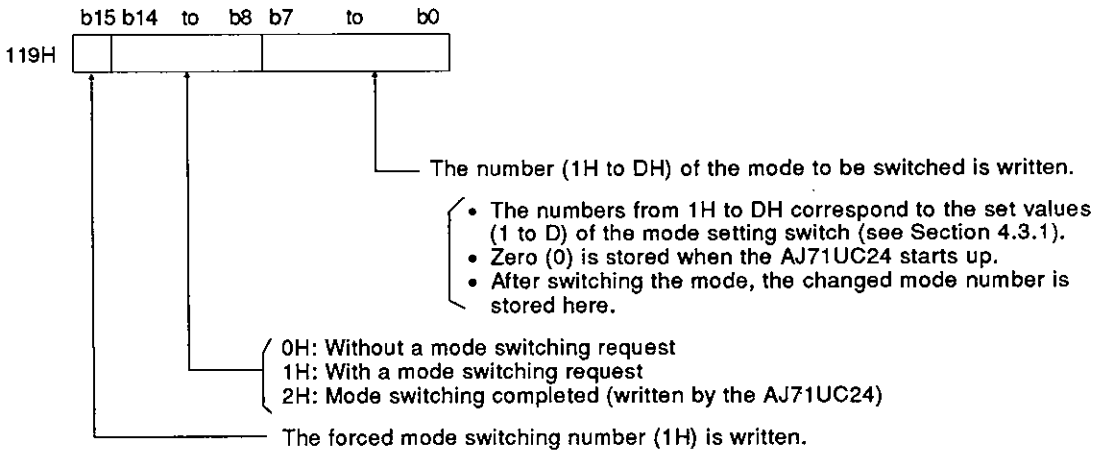 b15 b14 to b8 b7 to b0
119H
The number (1H to DH) of the mode to be switched is written.
• The numbers from 1H to DH correspond to the set values
(1 to D) of the mode setting switch (see Section 4.3.1).
• Zero (0) is stored when the AJ71UC24 starts up.
• After switching the mode, the changed mode number is
stored here.
0H: Without a mode switching request
1H: With a mode switching request
2H: Mode switching completed (written by the AJ71UC24)
The forced mode switching number (1H) is written.